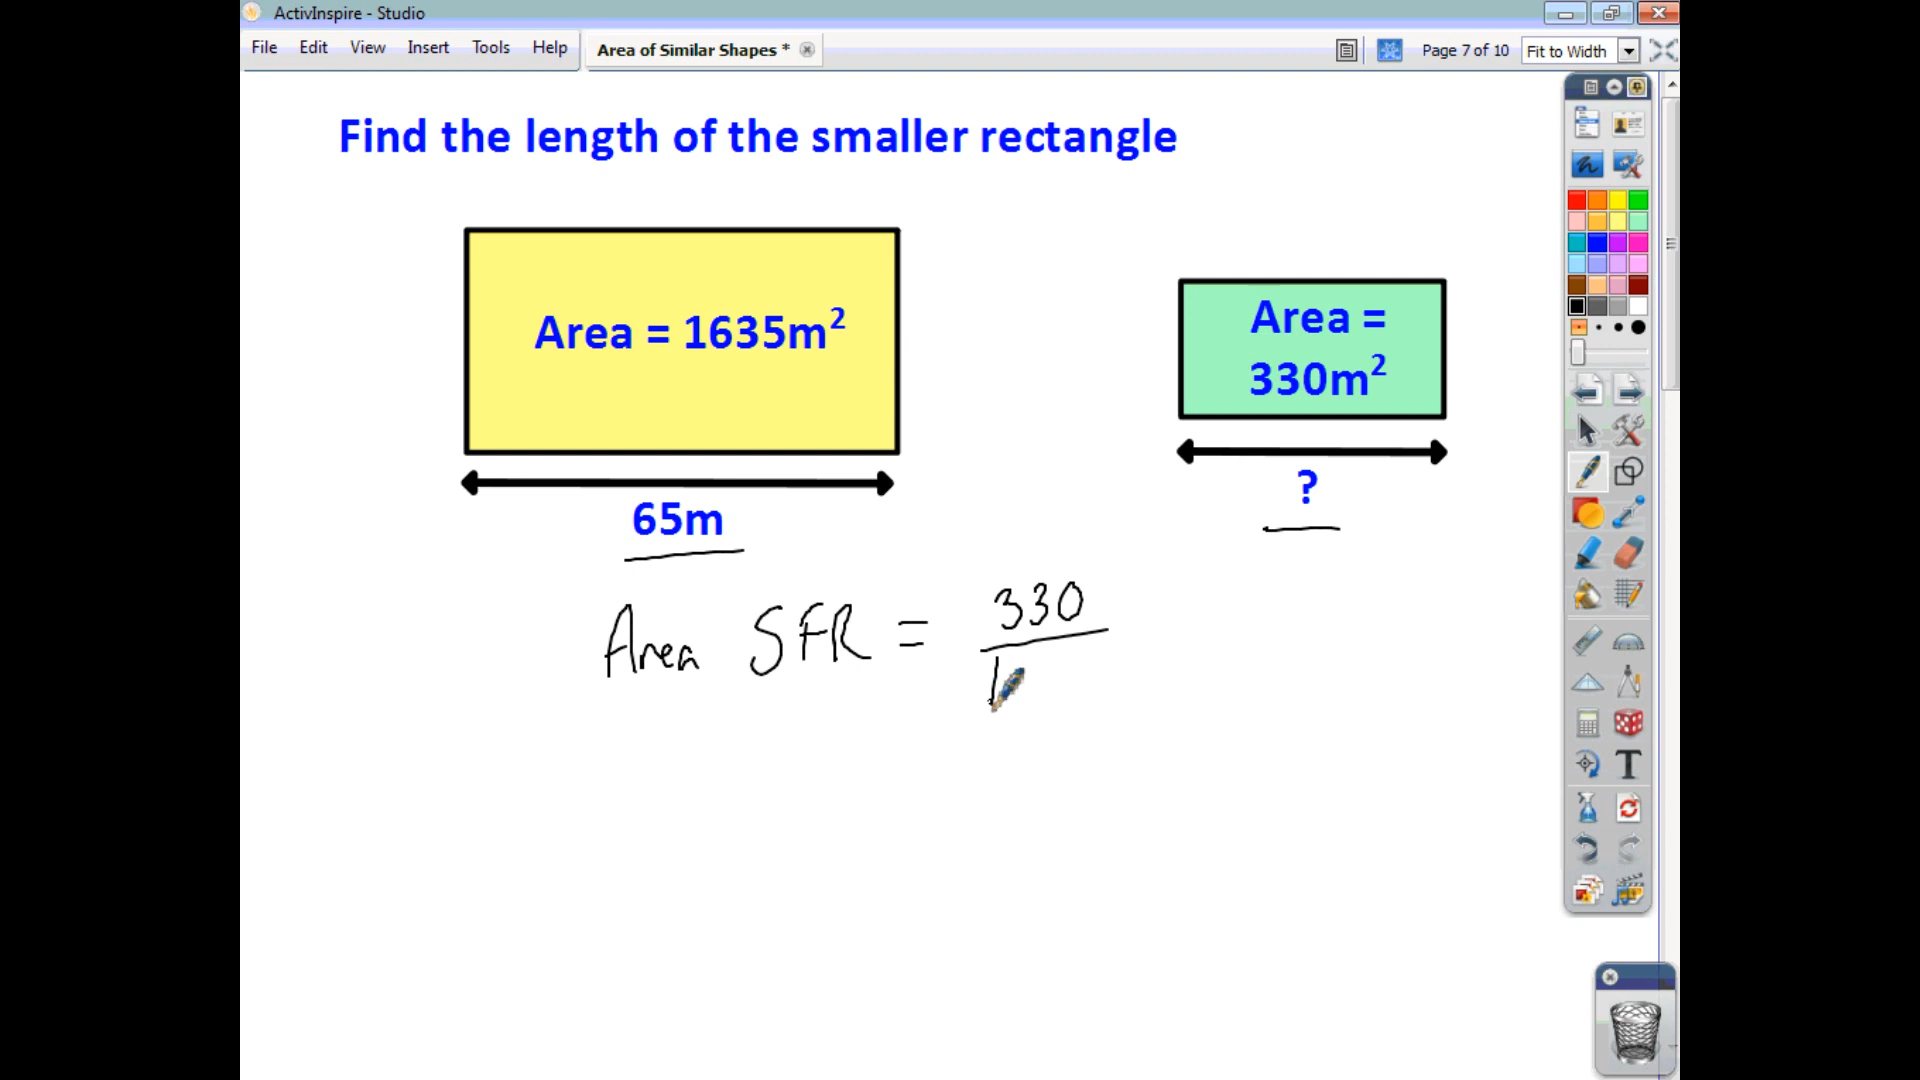 ActivInspire - Studio
File Edit View Insert Tools Help
Area of Similar Shapes *
Page 7 of 10
Fit to Width
Find the length of the smaller rectangle
Area = 1635m²
Area =
330m²
65m
?
Area SFR = 330
1